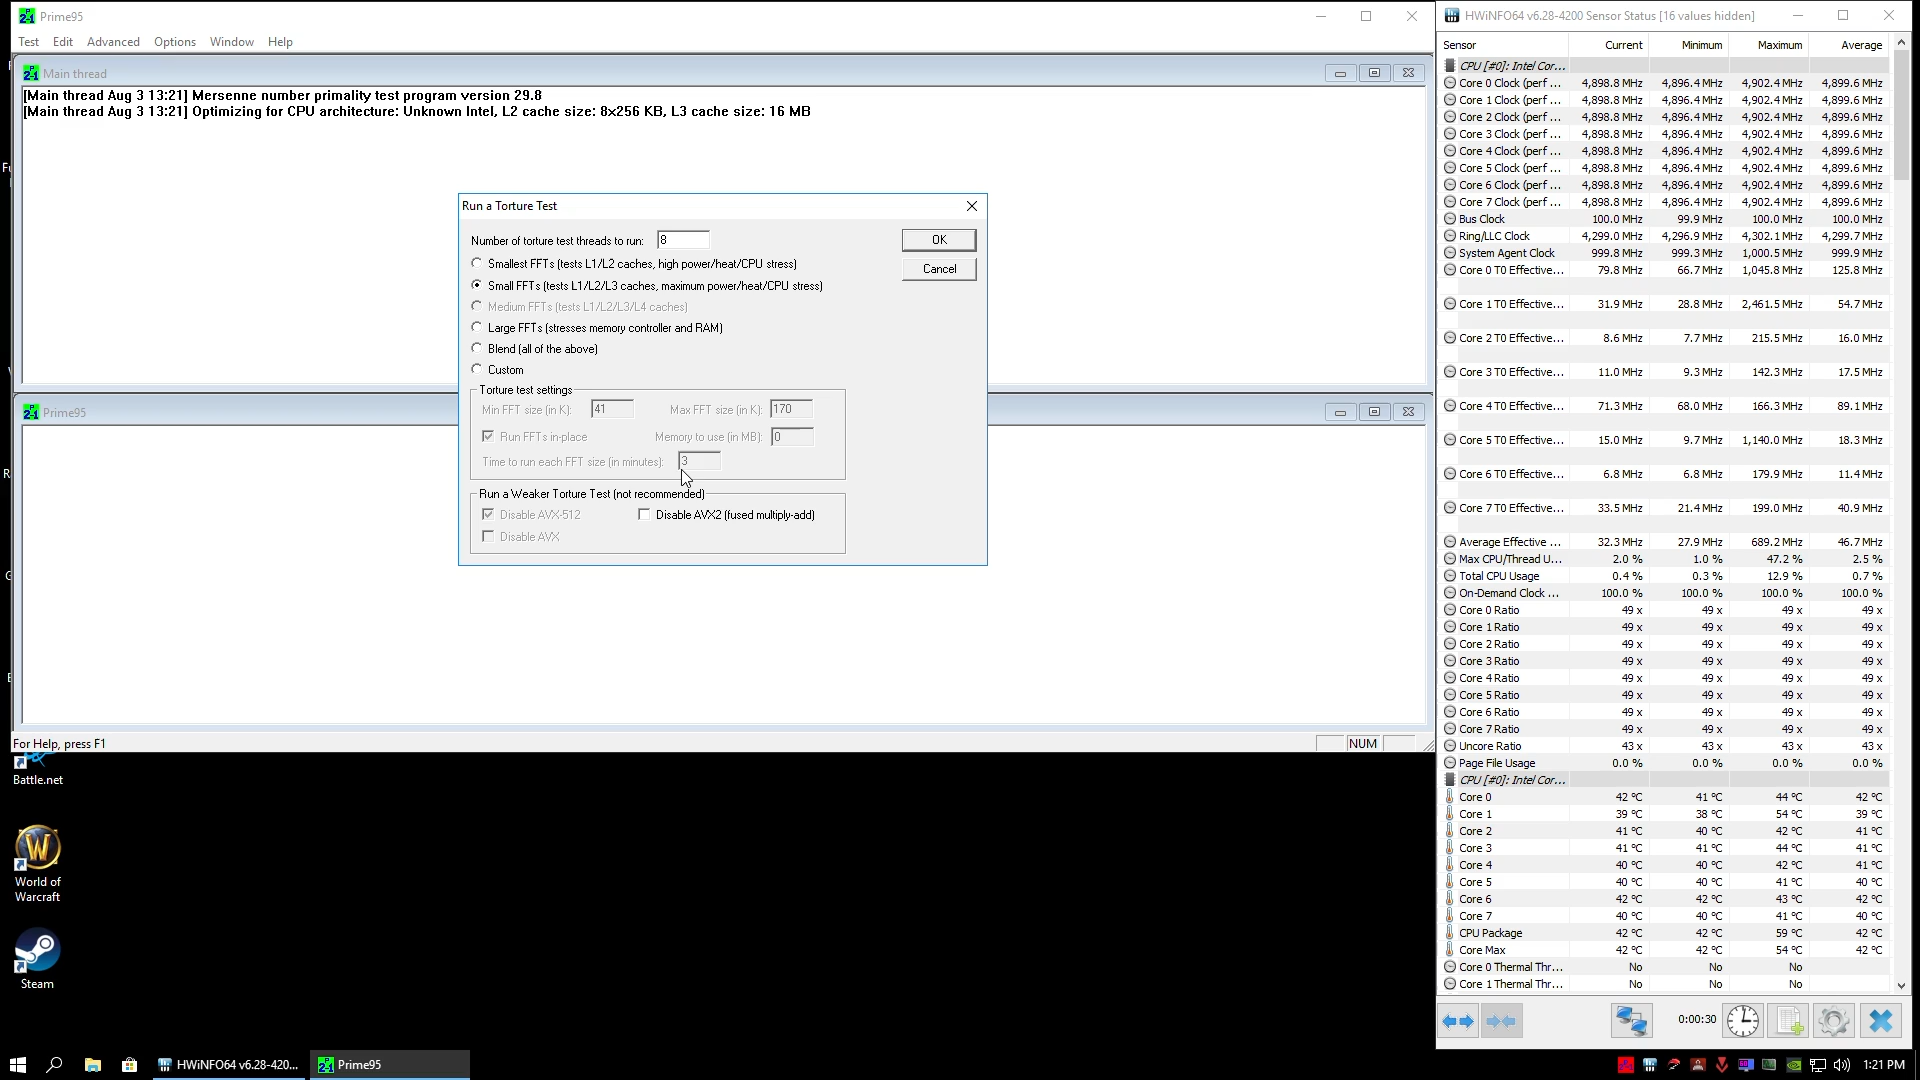 Prime95
Test Edit Advanced Options Window Help
Main thread
[Main thread Aug 3 13:21] Mersenne number primality test program version 29.8
[Main thread Aug 3 13:21] Optimizing for CPU architecture: Unknown Intel, L2 cache size: 8x256 KB, L3 cache size: 16 MB
Run a Torture Test
Number of torture test threads to run: 8
OK
Smallest FFTs (tests L1/L2 caches, high power/heat/CPU stress)
Cancel
Small FFTs (tests L1/L2/L3 caches, maximum power/heat/CPU stress)
Medium FFTs (tests L1/L2/L3/L4 caches)
Large FFTs (stresses memory controller and RAM)
Blend (all of the above)
Custom
Torture test settings
Min FFT size (in K): 41 Max FFT size (in K): 170
Run FFTs in-place Memory to use (in MB): 0
Time to run each FFT size (in minutes): 3
Run a Weaker Torture Test (not recommended)
Disable AVX-512 Disable AVX2 (fused multiply-add)
Disable AVX
Prime95
For Help, press F1
NUM
Battle.net
World of
Warcraft
Steam
HWiNFO64 v6.28-4200 Sensor Status [16 values hidden]
Sensor Current Minimum Maximum Average
CPU [#0]: Intel Cor...
Core 0 Clock (perf ... 4,898.8 MHz 4,896.4 MHz 4,902.4 MHz 4,899.6 MHz
Core 1 Clock (perf ... 4,898.8 MHz 4,896.4 MHz 4,902.4 MHz 4,899.6 MHz
Core 2 Clock (perf ... 4,898.8 MHz 4,896.4 MHz 4,902.4 MHz 4,899.6 MHz
Core 3 Clock (perf ... 4,898.8 MHz 4,896.4 MHz 4,902.4 MHz 4,899.6 MHz
Core 4 Clock (perf ... 4,898.8 MHz 4,896.4 MHz 4,902.4 MHz 4,899.6 MHz
Core 5 Clock (perf ... 4,898.8 MHz 4,896.4 MHz 4,902.4 MHz 4,899.6 MHz
Core 6 Clock (perf ... 4,898.8 MHz 4,896.4 MHz 4,902.4 MHz 4,899.6 MHz
Core 7 Clock (perf ... 4,898.8 MHz 4,896.4 MHz 4,902.4 MHz 4,899.6 MHz
Bus Clock 100.0 MHz 99.9 MHz 100.0 MHz 100.0 MHz
Ring/LLC Clock 4,299.0 MHz 4,296.9 MHz 4,302.1 MHz 4,299.7 MHz
System Agent Clock 999.8 MHz 999.3 MHz 1,000.5 MHz 999.9 MHz
Core 0 T0 Effective... 79.8 MHz 66.7 MHz 1,045.8 MHz 125.8 MHz
Core 1 T0 Effective... 31.9 MHz 28.8 MHz 2,461.5 MHz 54.7 MHz
Core 2 T0 Effective... 8.6 MHz 7.7 MHz 215.5 MHz 16.0 MHz
Core 3 T0 Effective... 11.0 MHz 9.3 MHz 142.3 MHz 17.5 MHz
Core 4 T0 Effective... 71.3 MHz 68.0 MHz 166.3 MHz 89.1 MHz
Core 5 T0 Effective... 15.0 MHz 9.7 MHz 1,140.0 MHz 18.3 MHz
Core 6 T0 Effective... 6.8 MHz 6.8 MHz 179.9 MHz 11.4 MHz
Core 7 T0 Effective... 33.5 MHz 21.4 MHz 199.0 MHz 40.9 MHz
Average Effective ... 32.3 MHz 27.9 MHz 689.2 MHz 46.7 MHz
Max CPU/Thread U... 2.0 % 1.0 % 47.2 % 2.5 %
Total CPU Usage 0.4 % 0.3 % 12.9 % 0.7 %
On-Demand Clock ... 100.0 % 100.0 % 100.0 % 100.0 %
Core 0 Ratio 49 x 49 x 49 x 49 x
Core 1 Ratio 49 x 49 x 49 x 49 x
Core 2 Ratio 49 x 49 x 49 x 49 x
Core 3 Ratio 49 x 49 x 49 x 49 x
Core 4 Ratio 49 x 49 x 49 x 49 x
Core 5 Ratio 49 x 49 x 49 x 49 x
Core 6 Ratio 49 x 49 x 49 x 49 x
Core 7 Ratio 49 x 49 x 49 x 49 x
Uncore Ratio 43 x 43 x 43 x 43 x
Page File Usage 0.0 % 0.0 % 0.0 % 0.0 %
CPU [#0]: Intel Cor...
Core 0 42 °C 41 °C 44 °C 42 °C
Core 1 39 °C 38 °C 54 °C 39 °C
Core 2 41 °C 40 °C 42 °C 41 °C
Core 3 41 °C 41 °C 44 °C 41 °C
Core 4 40 °C 40 °C 42 °C 41 °C
Core 5 40 °C 40 °C 41 °C 40 °C
Core 6 42 °C 42 °C 43 °C 42 °C
Core 7 40 °C 40 °C 41 °C 40 °C
CPU Package 42 °C 42 °C 59 °C 42 °C
Core Max 42 °C 42 °C 54 °C 42 °C
Core 0 Thermal Thr... No No No
Core 1 Thermal Thr... No No No
0:00:30
HWiNFO64 v6.28-420... Prime95 1:21 PM